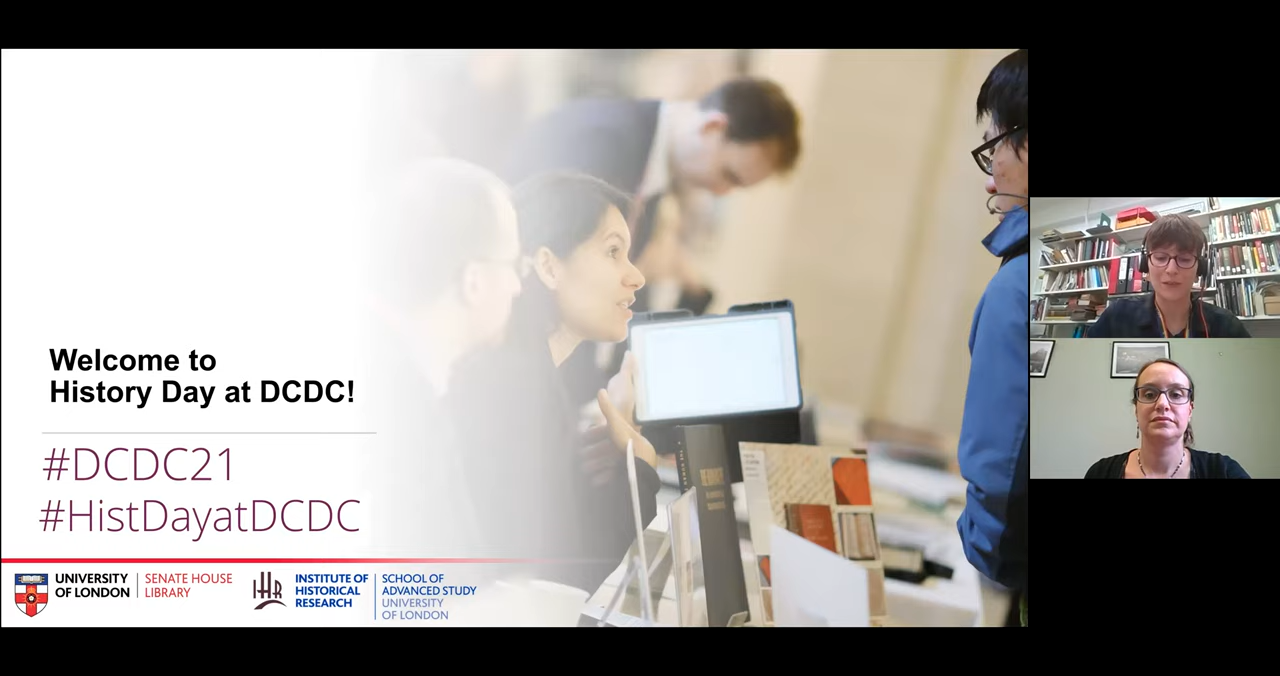 Welcome to
History Day at DCDC!
#DCDC21
#HistDayatDCDC
UNIVERSITY
OF LONDON
SENATE HOUSE
LIBRARY
IHR
INSTITUTE OF
HISTORICAL
RESEARCH
SCHOOL OF
ADVANCED STUDY
UNIVERSITY
OF LONDON